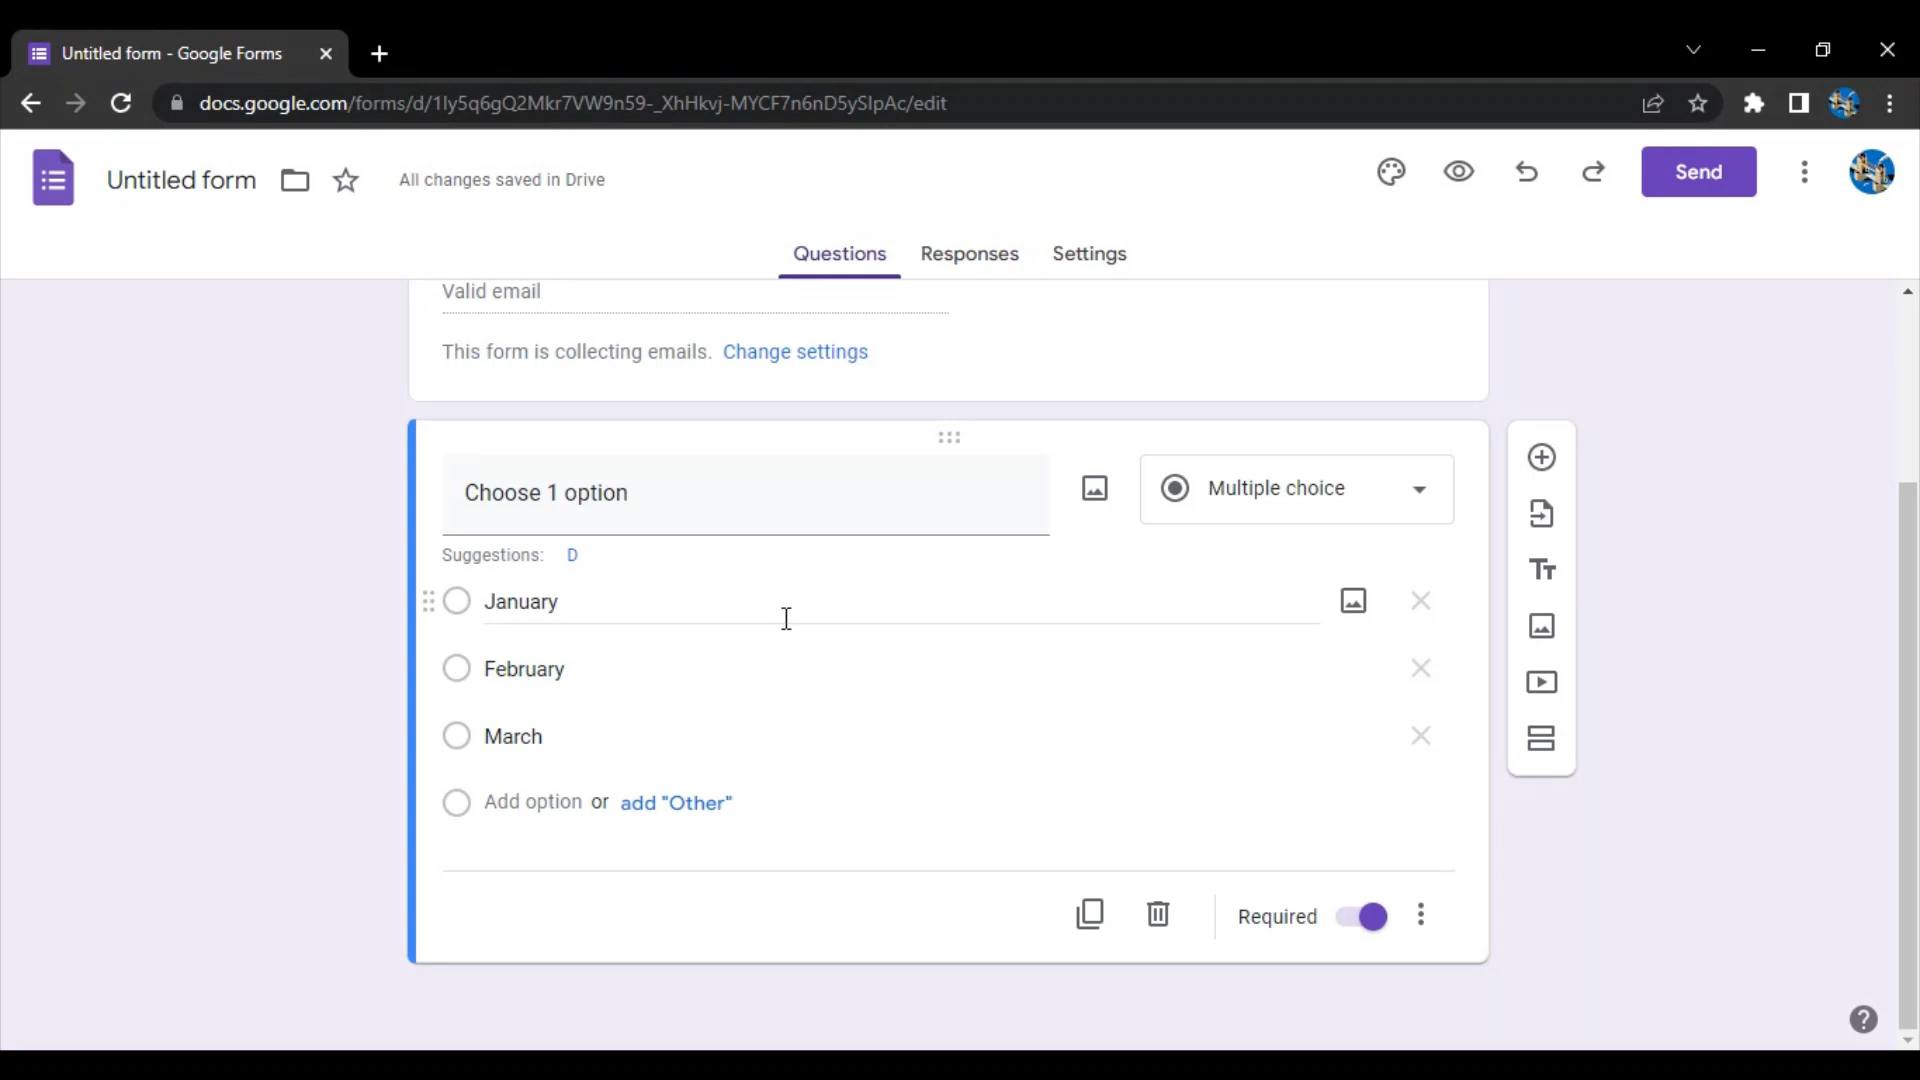 Untitled form - Google Forms
docs.google.com/forms/d/1ly5q6gQ2Mkr7VW9n59-_XhHkvj-MYCF7n6nD5ySlpAc/edit
Untitled form
All changes saved in Drive
Send
Questions Responses Settings
Valid email
This form is collecting emails. Change settings
Choose 1 option
Multiple choice
Suggestions: D
January
February
March
Add option or add "Other"
Required